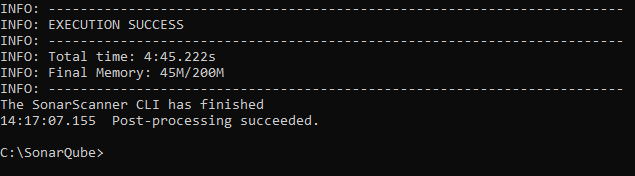 INFO: ------------------------------------------------------------------------
INFO: EXECUTION SUCCESS
INFO: ------------------------------------------------------------------------
INFO: Total time: 4:45.222s
INFO: Final Memory: 45M/200M
INFO: ------------------------------------------------------------------------
The SonarScanner CLI has finished
14:17:07.155  Post-processing succeeded.
C:\SonarQube>